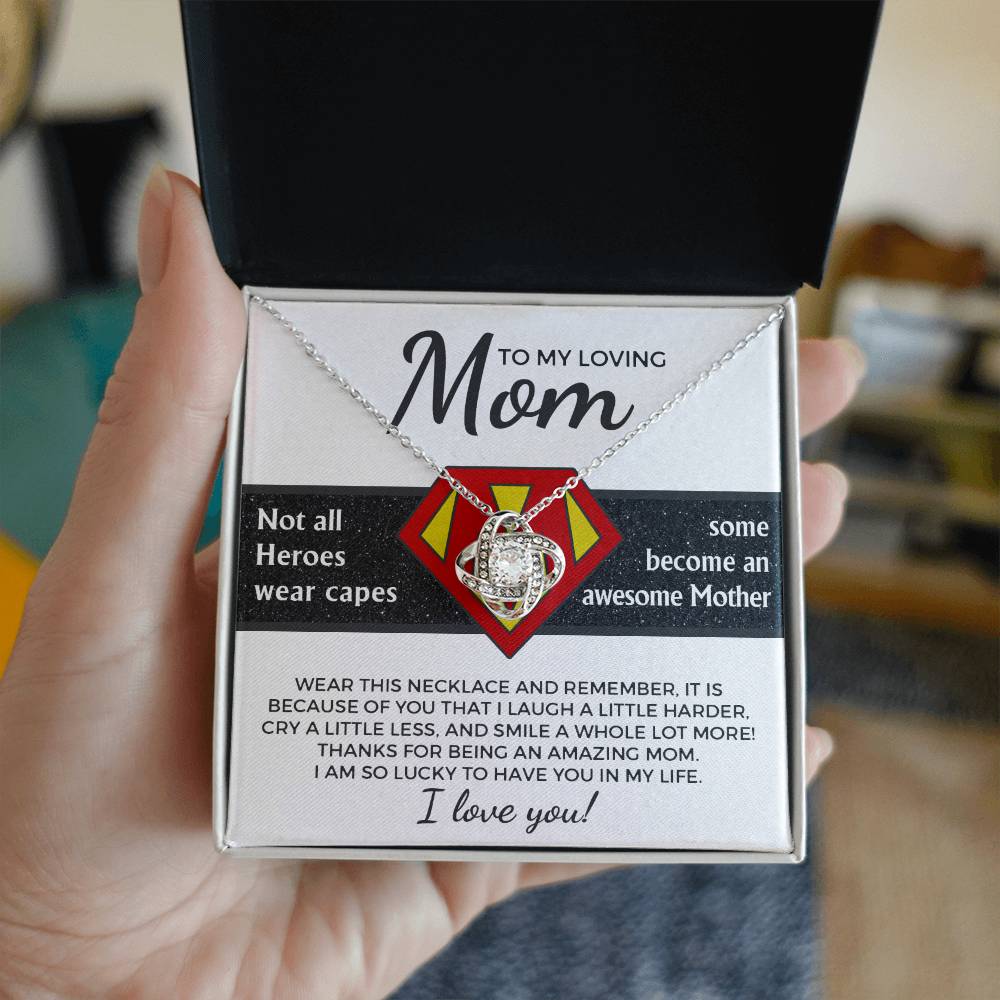 TO MY LOVING
Mom
Not all
Heroes
wear capes
some
become an
awesome Mother
WEAR THIS NECKLACE AND REMEMBER, IT IS
BECAUSE OF YOU THAT I LAUGH A LITTLE HARDER,
CRY A LITTLE LESS, AND SMILE A WHOLE LOT MORE!
THANKS FOR BEING AN AMAZING MOM.
I AM SO LUCKY TO HAVE YOU IN MY LIFE.
I love you!